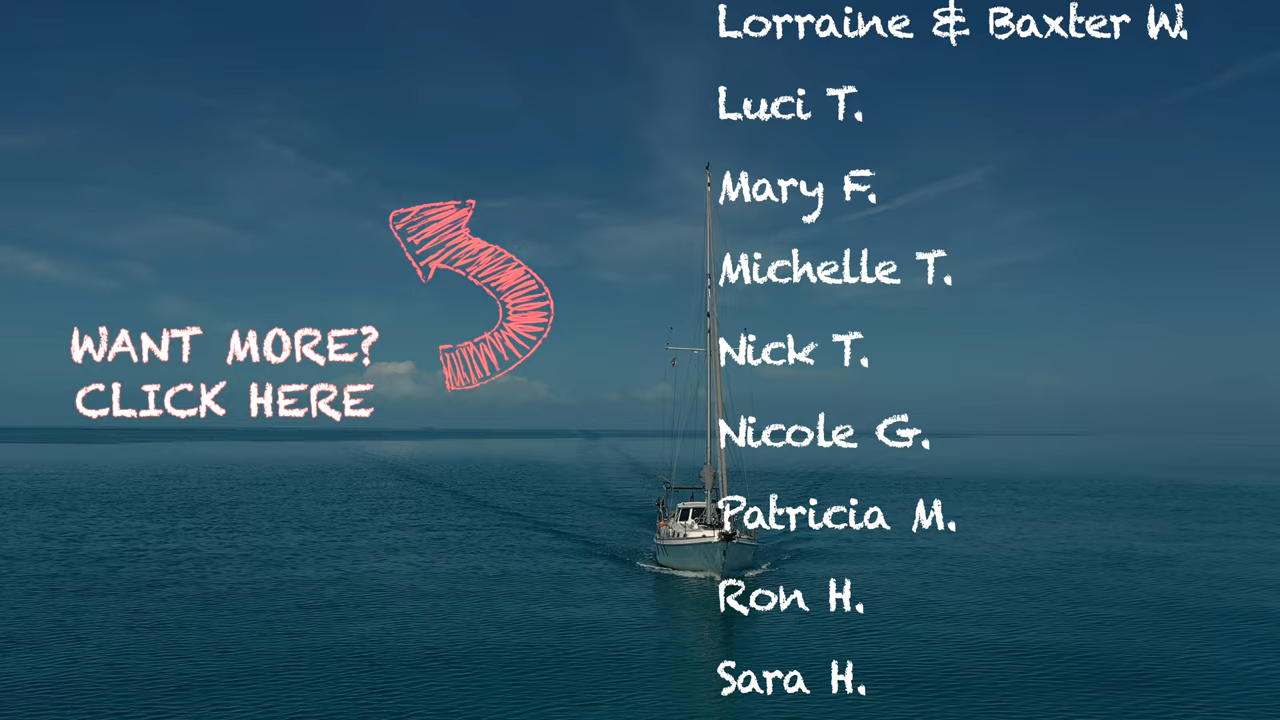 WANT MORE?
CLICK HERE
Lorraine & Baxter W.
Luci T.
Mary F.
Michelle T.
Nick T.
Nicole G.
Patricia M.
Ron H.
Sara H.